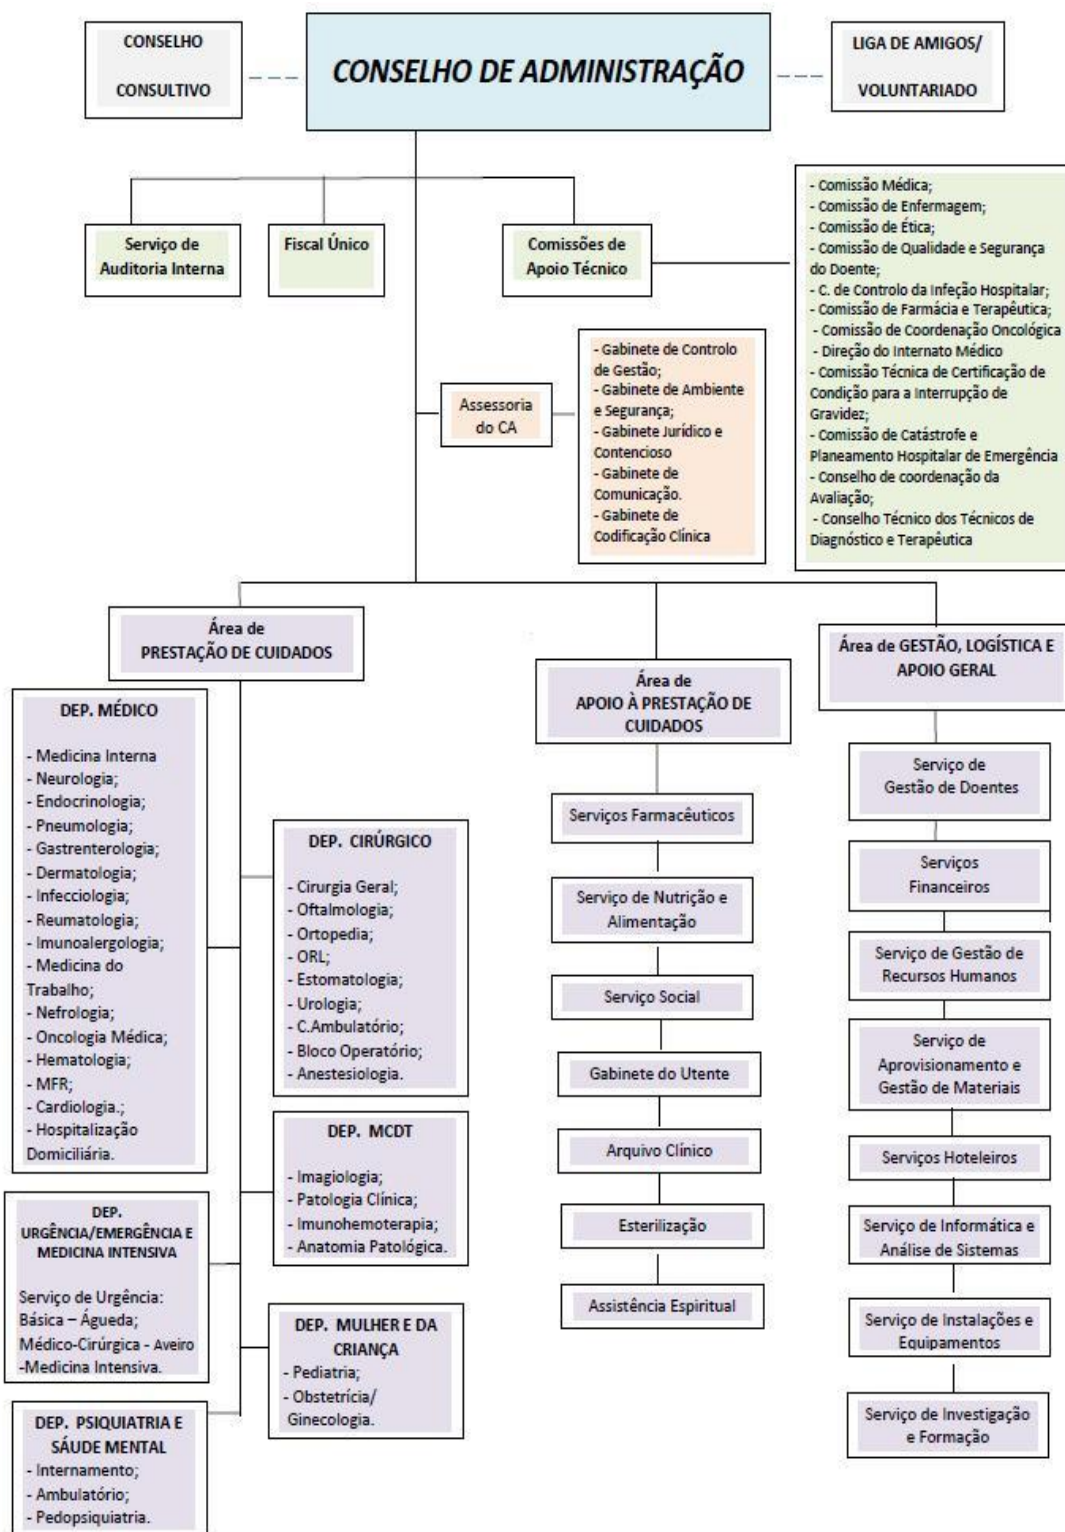 CONSELHO
CONSULTIVO
CONSELHO DE ADMINISTRAÇÃO
LIGA DE AMIGOS/
VOLUNTARIADO
Serviço de
Auditoria Interna
Fiscal Único
Comissões de
Apoio Técnico
- Comissão Médica;
- Comissão de Enfermagem;
- Comissão de Ética;
- Comissão de Qualidade e Segurança
do Doente;
- C. de Controlo da Infeção Hospitalar;
- Comissão de Farmácia e Terapêutica;
- Comissão de Coordenação Oncológica
- Direção do Internato Médico
- Comissão Técnica de Certificação de
Condição para a Interrupção de
Gravidez;
- Comissão de Catástrofe e
Planeamento Hospitalar de Emergência
- Conselho de coordenação da
Avaliação;
- Conselho Técnico dos Técnicos de
Diagnóstico e Terapêutica
Assessoria
do CA
- Gabinete de Controlo
de Gestão;
- Gabinete de Ambiente
e Segurança;
- Gabinete Jurídico e
Contencioso
- Gabinete de
Comunicação.
- Gabinete de
Codificação Clínica
Área de
PRESTAÇÃO DE CUIDADOS
DEP. MÉDICO
- Medicina Interna
- Neurologia;
- Endocrinologia;
- Pneumologia;
- Gastrenterologia;
- Dermatologia;
- Infecciologia;
- Reumatologia;
- Imunoalergologia;
- Medicina do
Trabalho;
- Nefrologia;
- Oncologia Médica;
- Hematologia;
- MFR;
- Cardiologia.;
- Hospitalização
Domiciliária.
DEP. CIRÚRGICO
- Cirurgia Geral;
- Oftalmologia;
- Ortopedia;
- ORL;
- Estomatologia;
- Urologia;
- C.Ambulatório;
- Bloco Operatório;
- Anestesiologia.
DEP. MCDT
- Imagiologia;
- Patologia Clínica;
- Imunohemoterapia;
- Anatomia Patológica.
DEP.
URGÊNCIA/EMERGÊNCIA E
MEDICINA INTENSIVA
Serviço de Urgência:
Básica – Águeda;
Médico-Cirúrgica - Aveiro
-Medicina Intensiva.
DEP. MULHER E DA
CRIANÇA
- Pediatria;
- Obstetrícia/
Ginecologia.
DEP. PSIQUIATRIA E
SÁUDE MENTAL
- Internamento;
- Ambulatório;
- Pedopsiquiatria.
Área de
APOIO À PRESTAÇÃO DE
CUIDADOS
Serviços Farmacêuticos
Serviço de Nutrição e
Alimentação
Serviço Social
Gabinete do Utente
Arquivo Clínico
Esterilização
Assistência Espiritual
Área de GESTÃO, LOGÍSTICA E
APOIO GERAL
Serviço de
Gestão de Doentes
Serviços
Financeiros
Serviço de Gestão de
Recursos Humanos
Serviço de
Aprovisionamento e
Gestão de Materiais
Serviços Hoteleiros
Serviço de Informática e
Análise de Sistemas
Serviço de Instalações e
Equipamentos
Serviço de Investigação
e Formação